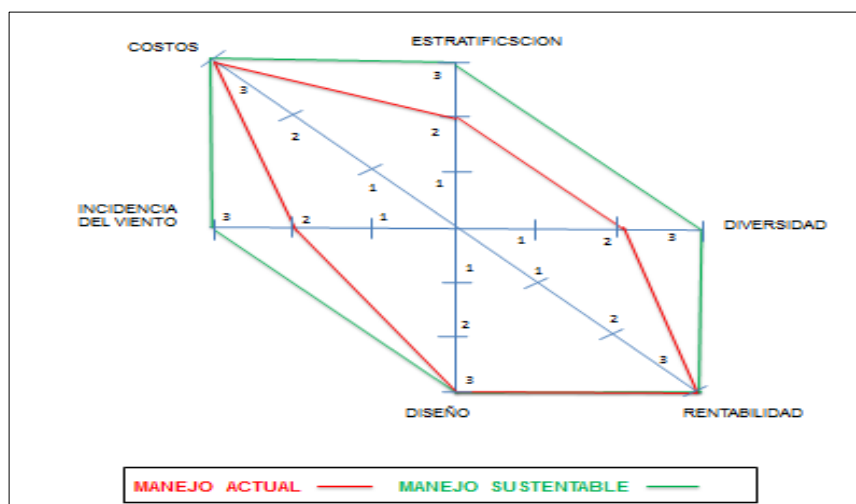 COSTOS
ESTRATIFICSCION
3
3
2
2
1
1
INCIDENCIA
DEL VIENTO
3
2
1
1
2
3
DIVERSIDAD
1
1
2
2
3
3
DISEÑO
RENTABILIDAD
MANEJO ACTUAL
MANEJO SUSTENTABLE